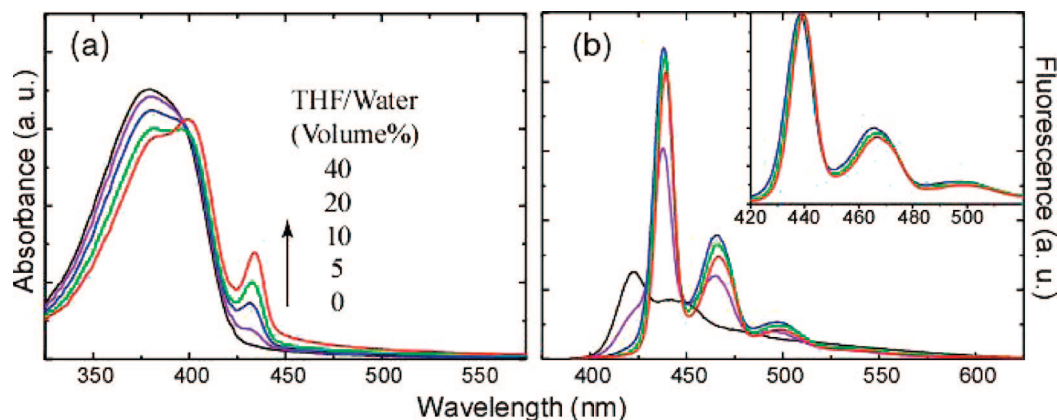 (a)
THF/Water
(Volume%)
40
20
10
5
0
Absorbance (a. u.)
350 400 450 500 550
(b)
420 440 460 480 500
400 450 500 550 600
Fluorescence (a. u.)
Wavelength (nm)